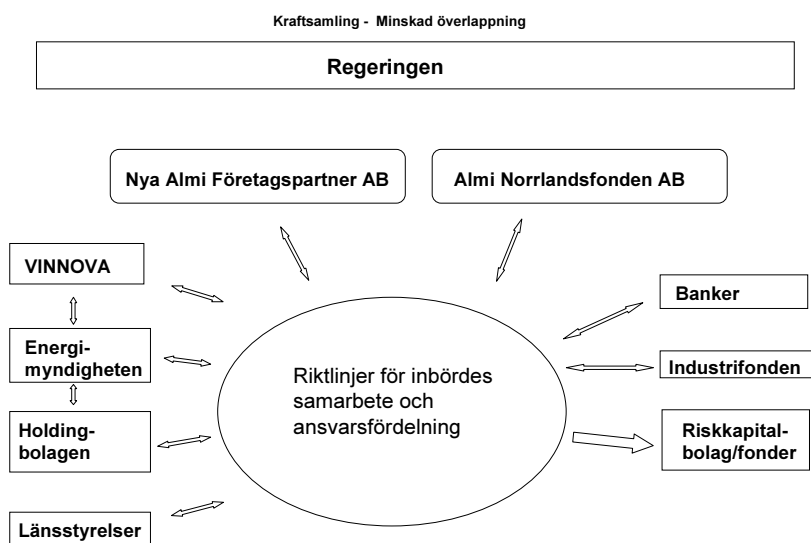 Kraftsamling - Minskad överlappning
Regeringen
Nya Almi Företagspartner AB
Almi Norrlandsfonden AB
VINNOVA
Energi-
myndigheten
Holding-
bolagen
Länsstyrelser
Riktlinjer för inbördes
samarbete och
ansvarsfördelning
Banker
Industrifonden
Riskkapital-
bolag/fonder